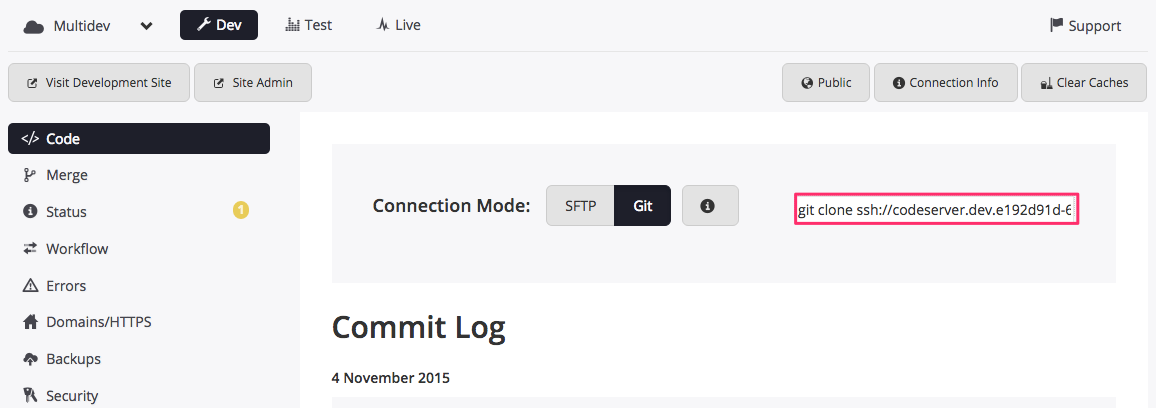 Multidev Dev Test Live Support
Visit Development Site Site Admin Public Connection Info Clear Caches
Code
Merge
Status 1
Workflow
Errors
Domains/HTTPS
Backups
Security
Connection Mode: SFTP Git git clone ssh://codeserver.dev.e192d91d-6
Commit Log
4 November 2015